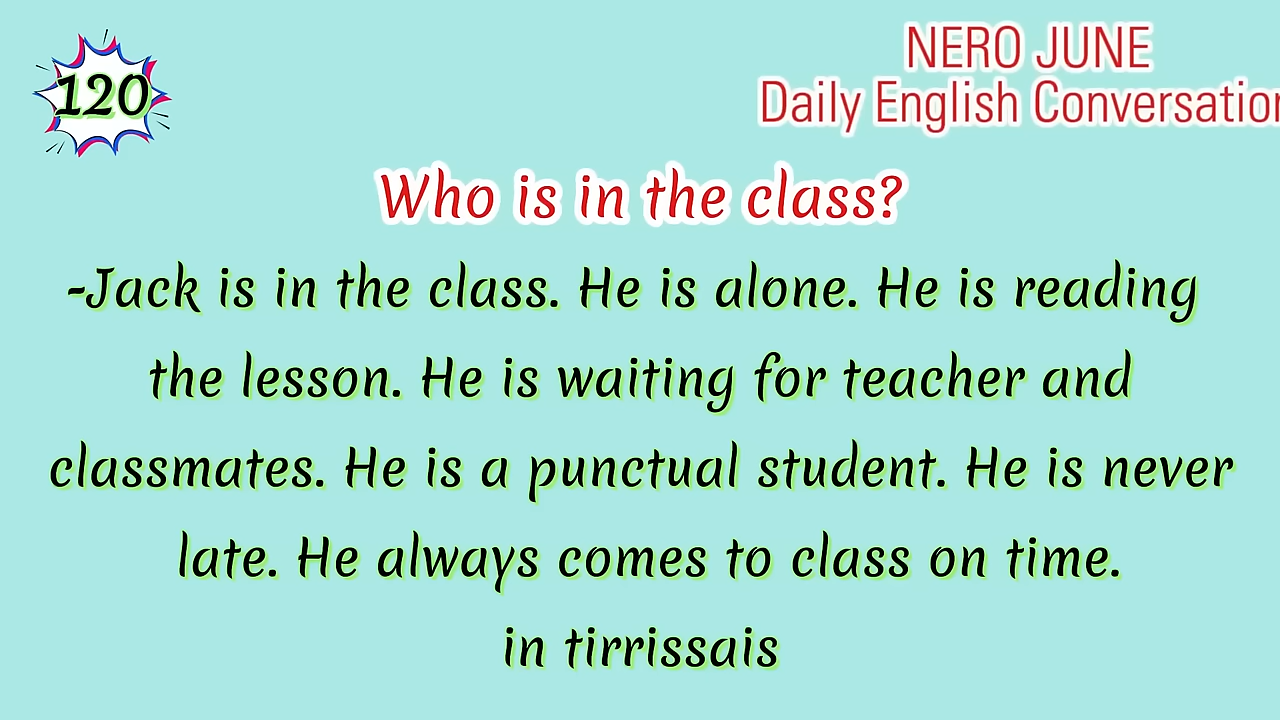 120
NERO JUNE
Daily English Conversation
Who is in the class?
-Jack is in the class. He is alone. He is reading
the lesson. He is waiting for teacher and
classmates. He is a punctual student. He is never
late. He always comes to class on time.
in tirrissais